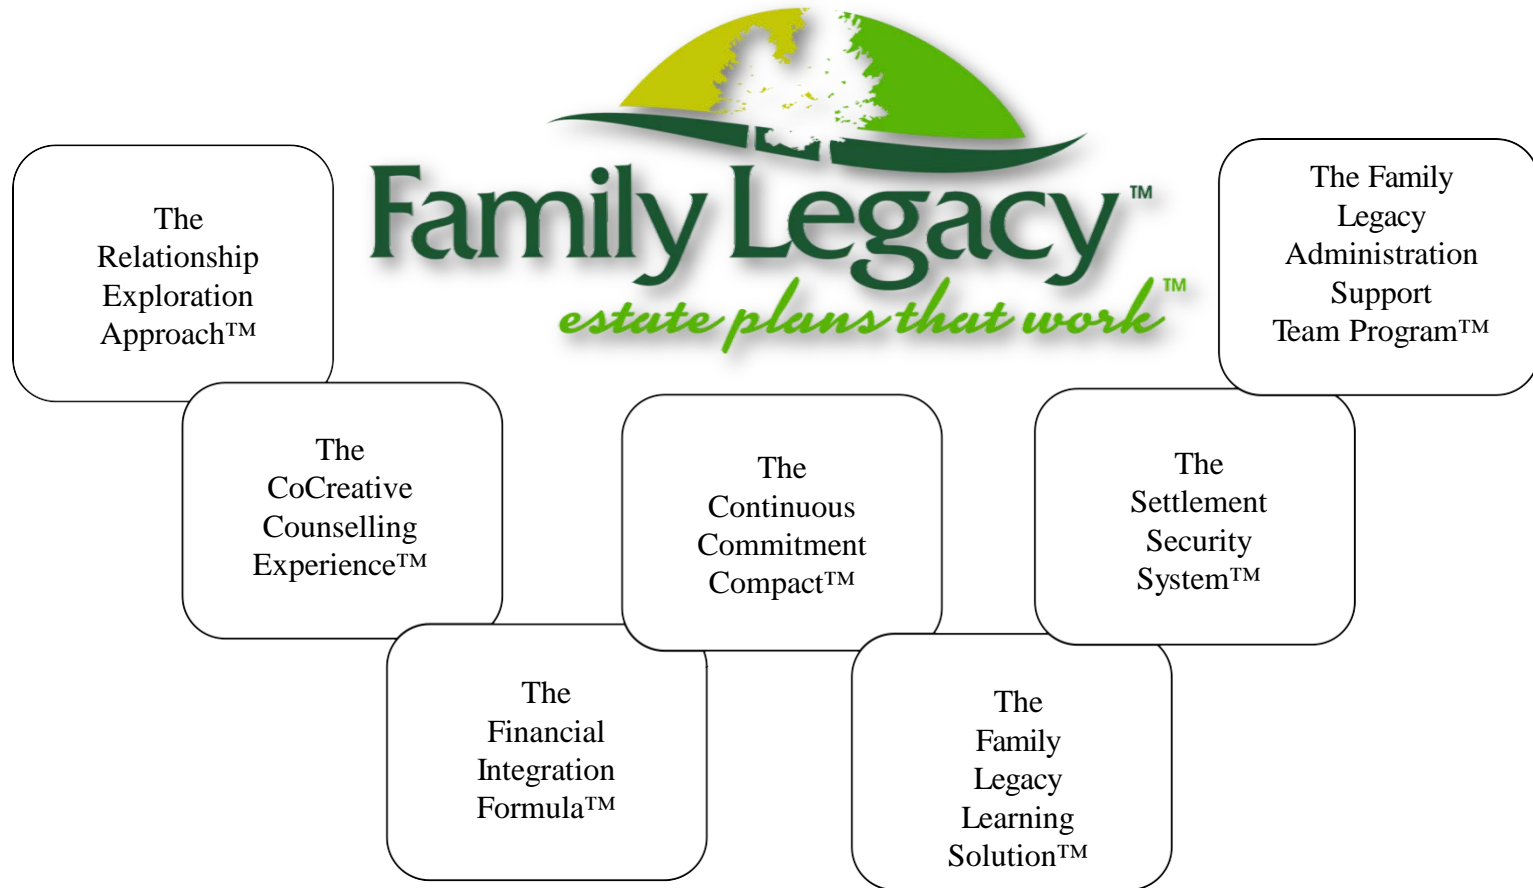 Family Legacy™
estate plans that work™
The
Relationship
Exploration
Approach™
The
CoCreative
Counselling
Experience™
The
Financial
Integration
Formula™
The
Continuous
Commitment
Compact™
The
Family
Legacy
Learning
Solution™
The
Settlement
Security
System™
The Family
Legacy
Administration
Support
Team Program™